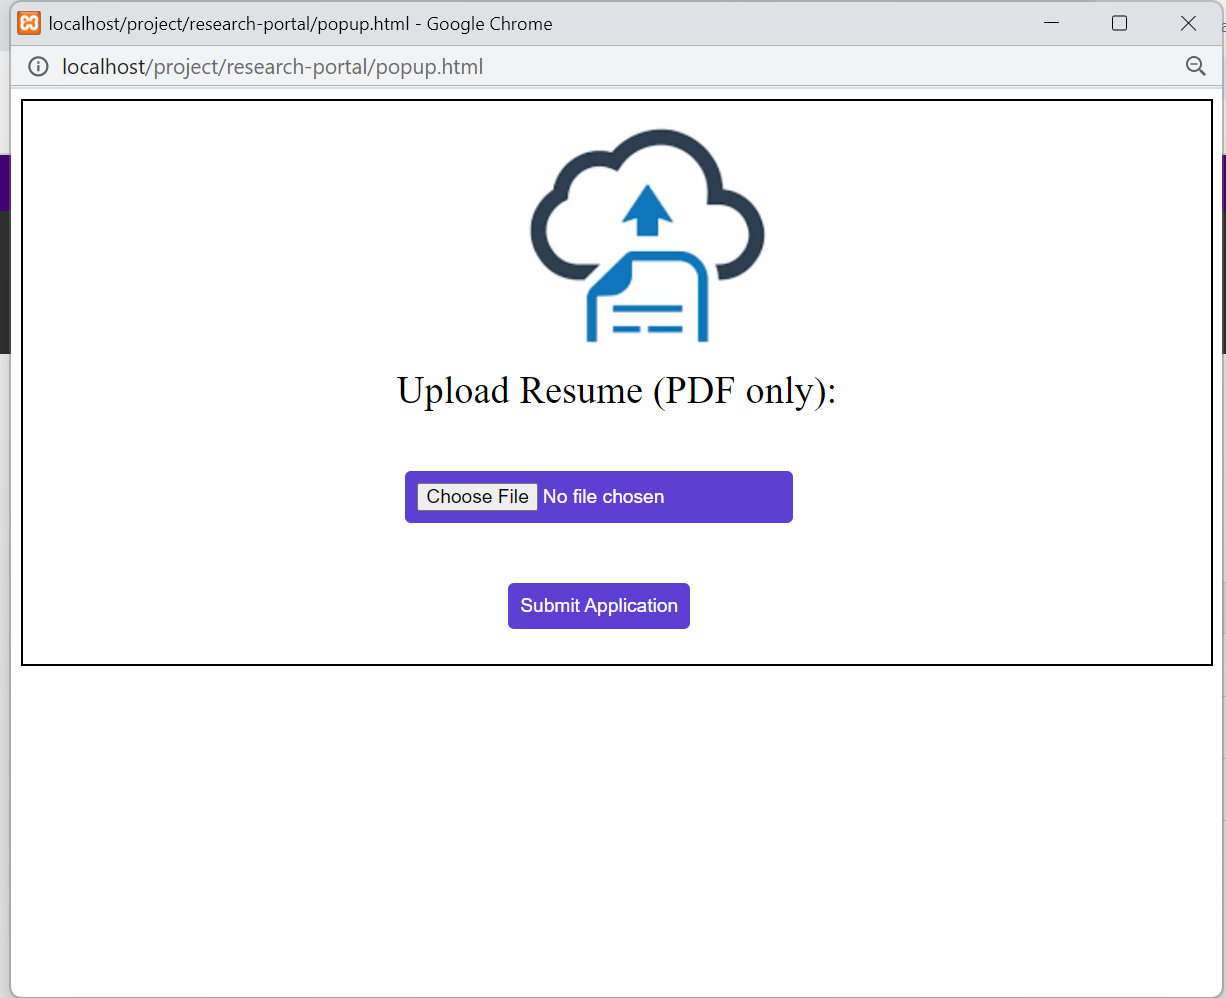 localhost/project/research-portal/popup.html - Google Chrome
localhost/project/research-portal/popup.html
Upload Resume (PDF only):
Choose File No file chosen
Submit Application